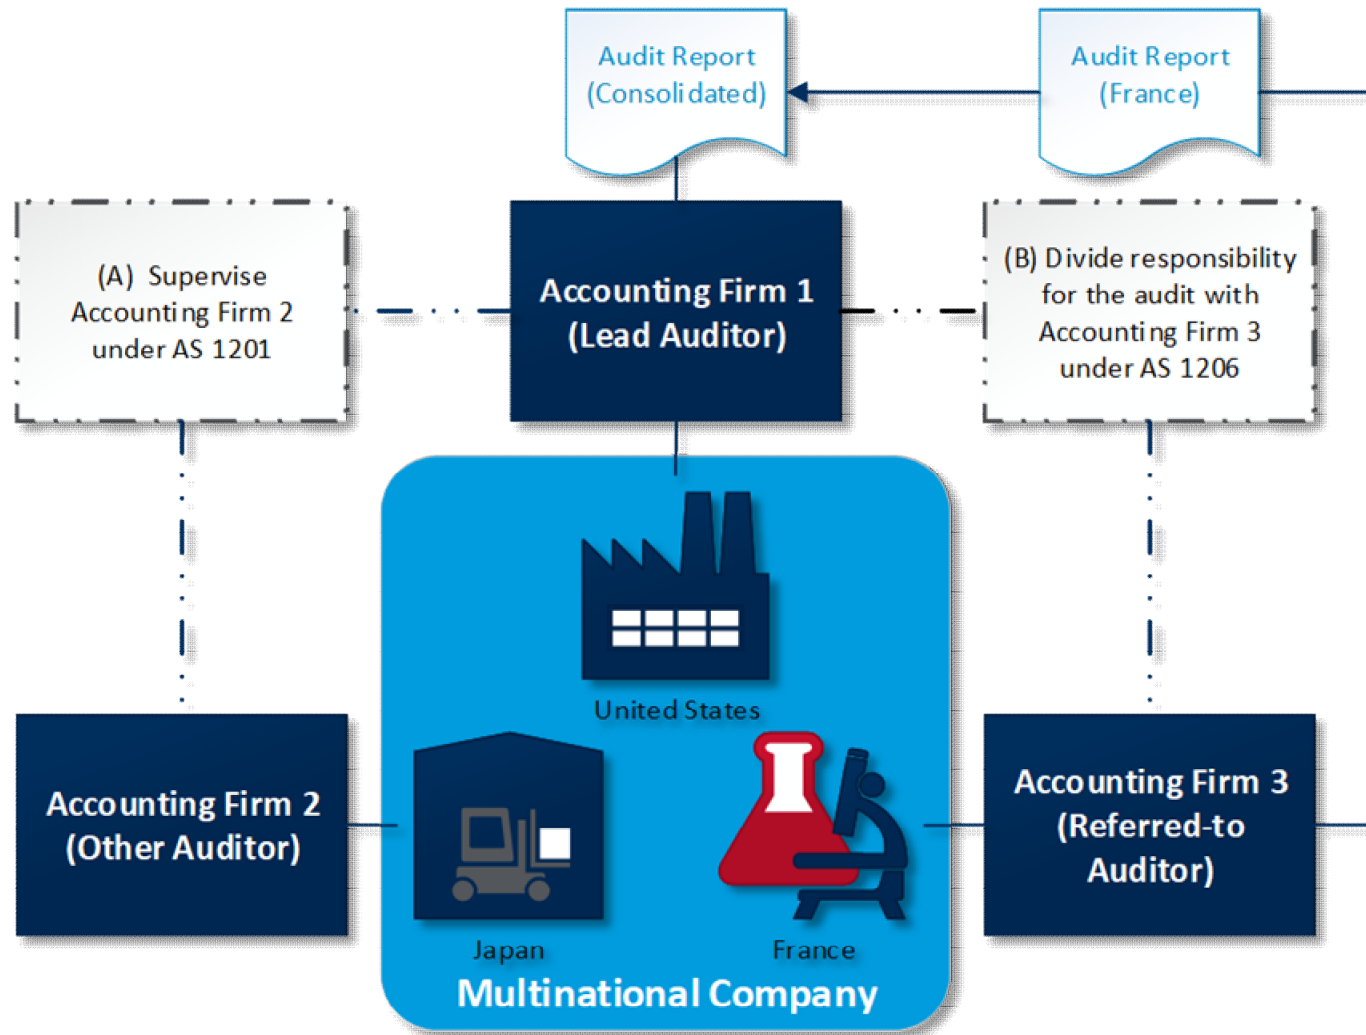 Audit Report
(Consolidated)
Audit Report
(France)
(A) Supervise
Accounting Firm 2
under AS 1201
Accounting Firm 1
(Lead Auditor)
(B) Divide responsibility
for the audit with
Accounting Firm 3
under AS 1206
United States
Accounting Firm 2
(Other Auditor)
Accounting Firm 3
(Referred-to
Auditor)
Japan
France
Multinational Company